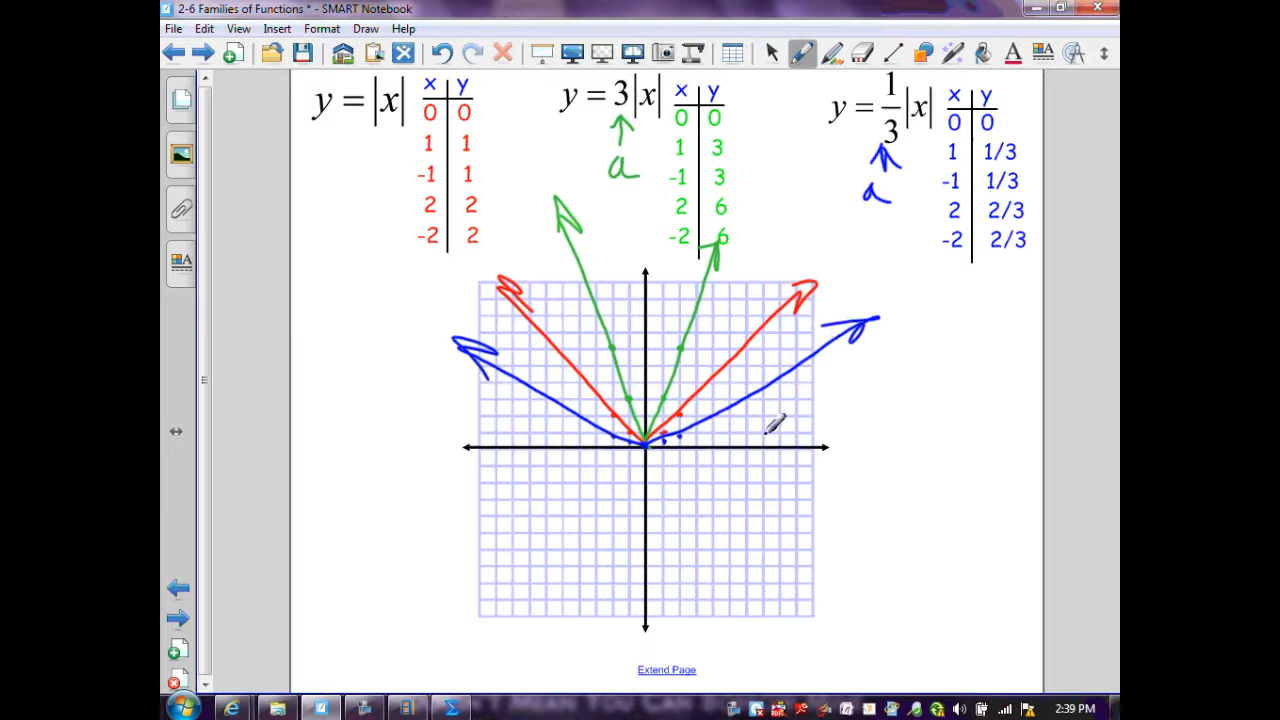 2-6 Families of Functions * - SMART Notebook
File Edit View Insert Format Draw Help
y = |x|
x y
0 0
1 1
-1 1
2 2
-2 2
y = 3|x|
a
x y
0 0
1 3
-1 3
2 6
-2 6
y = 1/3 |x|
a
x y
0 0
1 1/3
-1 1/3
2 2/3
-2 2/3
Extend Page
2:39 PM